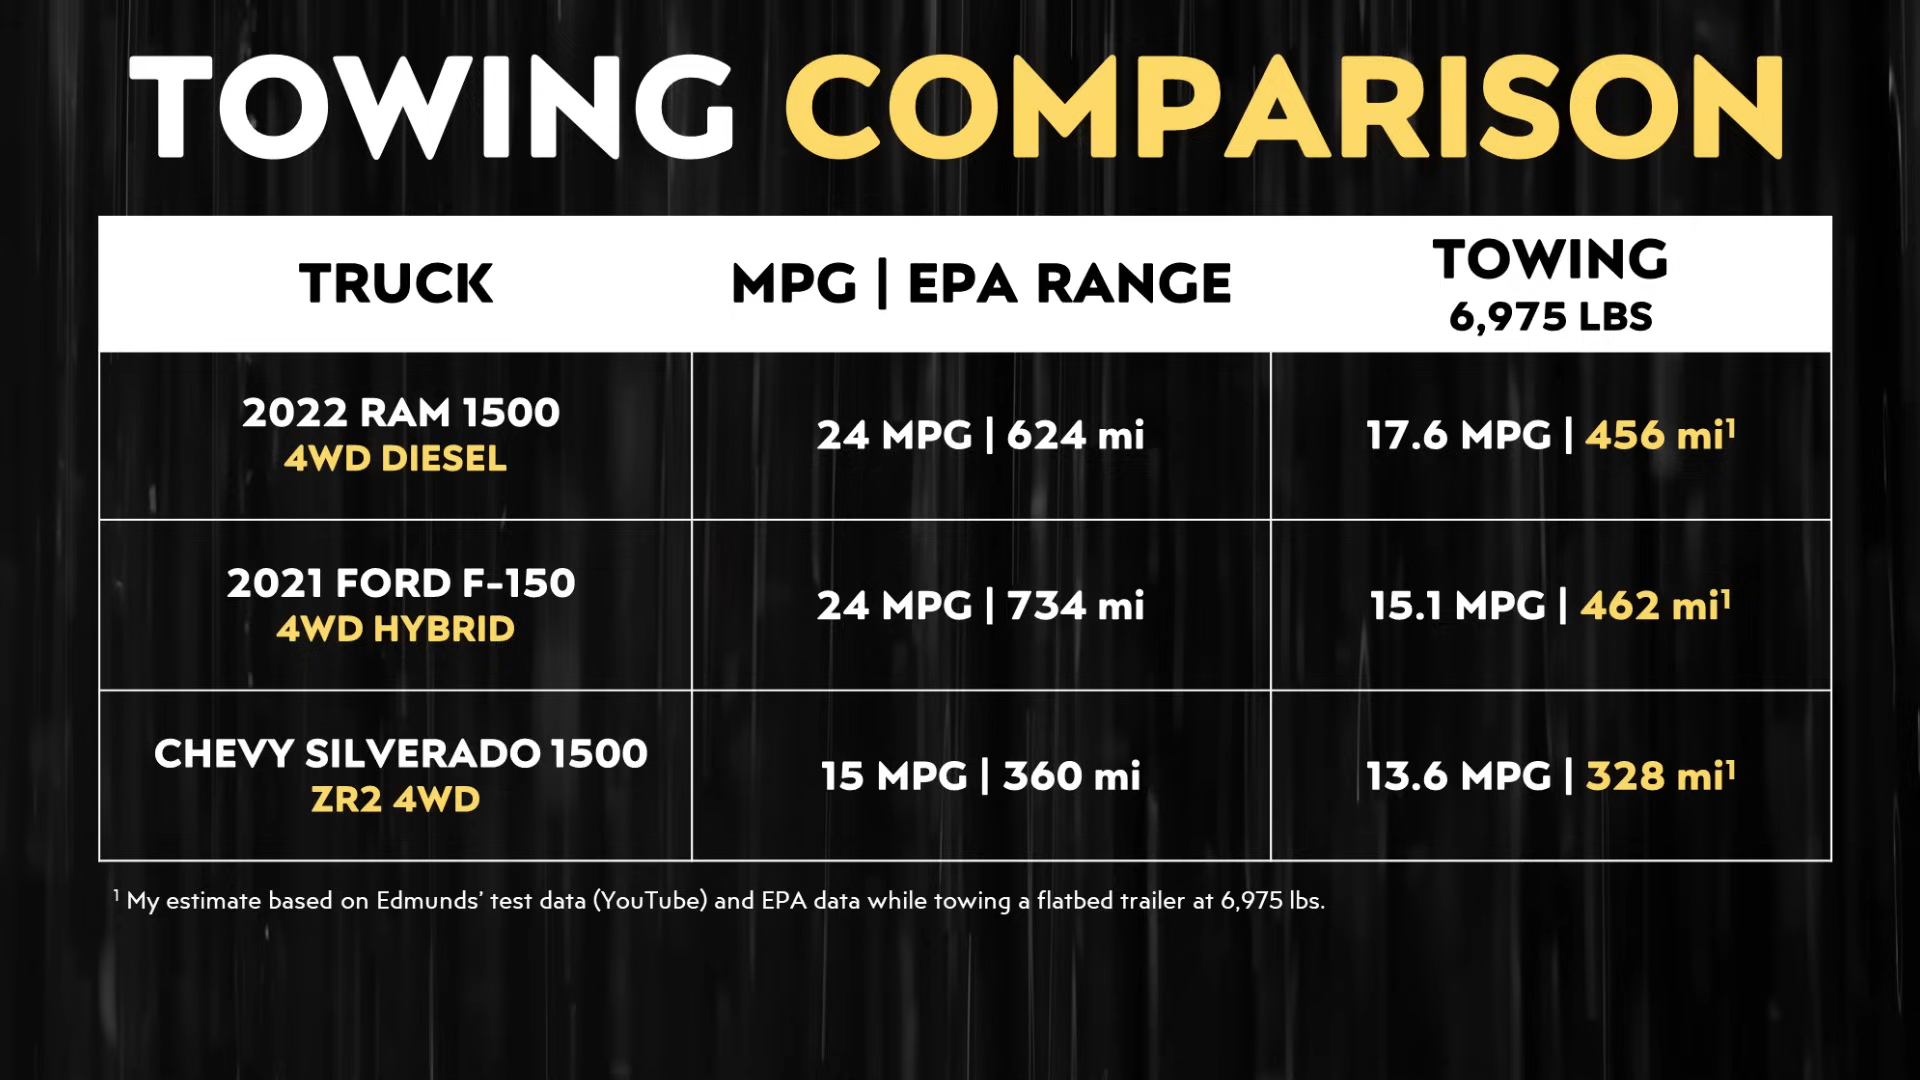 TOWING COMPARISON
TRUCK
MPG | EPA RANGE
TOWING
6,975 LBS
2022 RAM 1500
4WD DIESEL
24 MPG | 624 mi
17.6 MPG | 456 mi¹
2021 FORD F-150
4WD HYBRID
24 MPG | 734 mi
15.1 MPG | 462 mi¹
CHEVY SILVERADO 1500
ZR2 4WD
15 MPG | 360 mi
13.6 MPG | 328 mi¹
¹ My estimate based on Edmunds’ test data (YouTube) and EPA data while towing a flatbed trailer at 6,975 lbs.